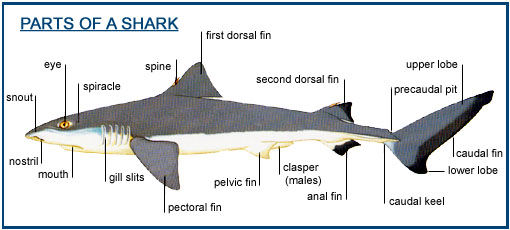 PARTS OF A SHARK
first dorsal fin
eye
spine
upper lobe
spiracle
second dorsal fin
precaudal pit
snout
nostril
mouth
gill slits
pectoral fin
pelvic fin
clasper
(males)
anal fin
caudal fin
lower lobe
caudal keel